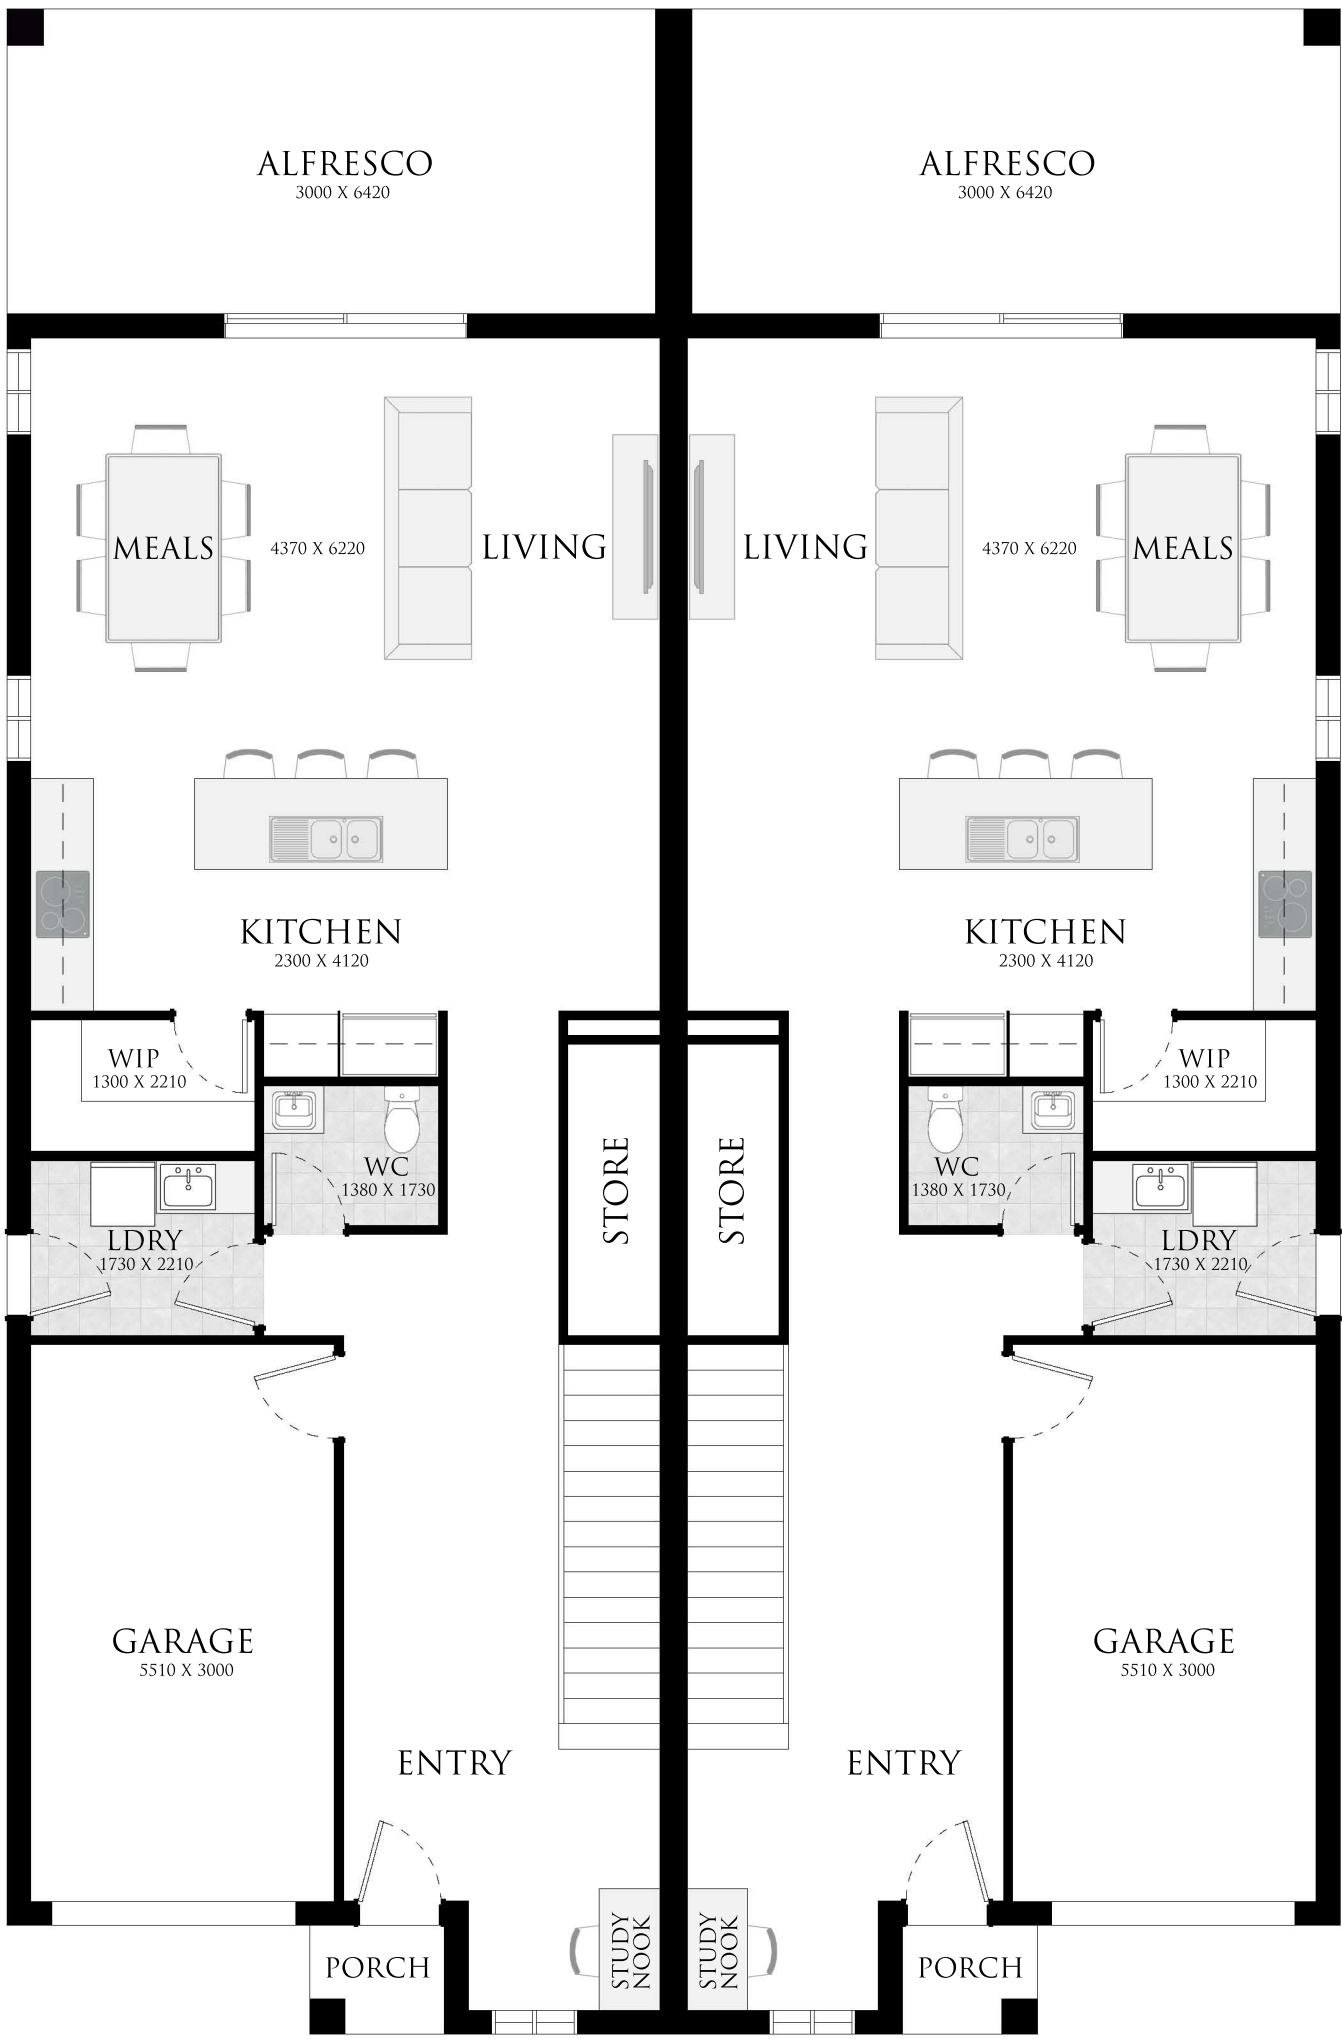 ALFRESCO
3000 X 6420
ALFRESCO
3000 X 6420
MEALS
4370 X 6220
LIVING
LIVING
4370 X 6220
MEALS
KITCHEN
2300 X 4120
KITCHEN
2300 X 4120
WIP
1300 X 2210
WIP
1300 X 2210
WC
1380 X 1730
STORE
STORE
WC
1380 X 1730
LDRY
1730 X 2210
LDRY
1730 X 2210
GARAGE
5510 X 3000
GARAGE
5510 X 3000
ENTRY
ENTRY
STUDY
NOOK
STUDY
NOOK
PORCH
PORCH